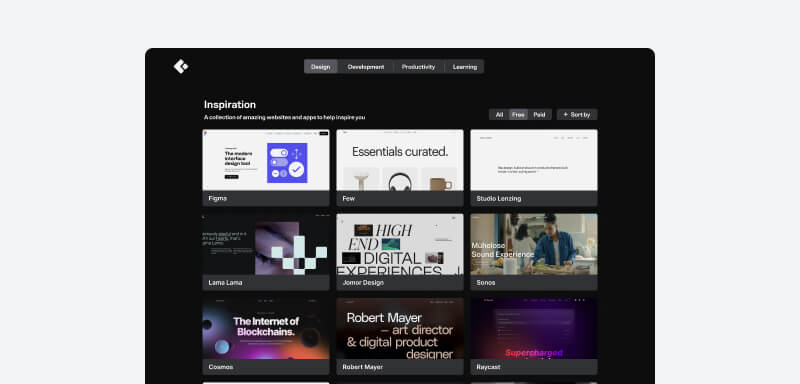 Design Development Productivity Learning
Inspiration
A collection of amazing websites and apps to help inspire you
All Free Paid + Sort by
The modern
interface
design tool
Figma
Essentials curated.
Few
Studio Lenzing
Lama Lama
HIGH
END
DIGITAL
EXPERIENCES
Jomor Design
Mühelose
Sound Experience
Sonos
The Internet of
Blockchains.
Cosmos
Robert Mayer
– art director
& digital product
designer
Robert Mayer
Supercharged
Raycast